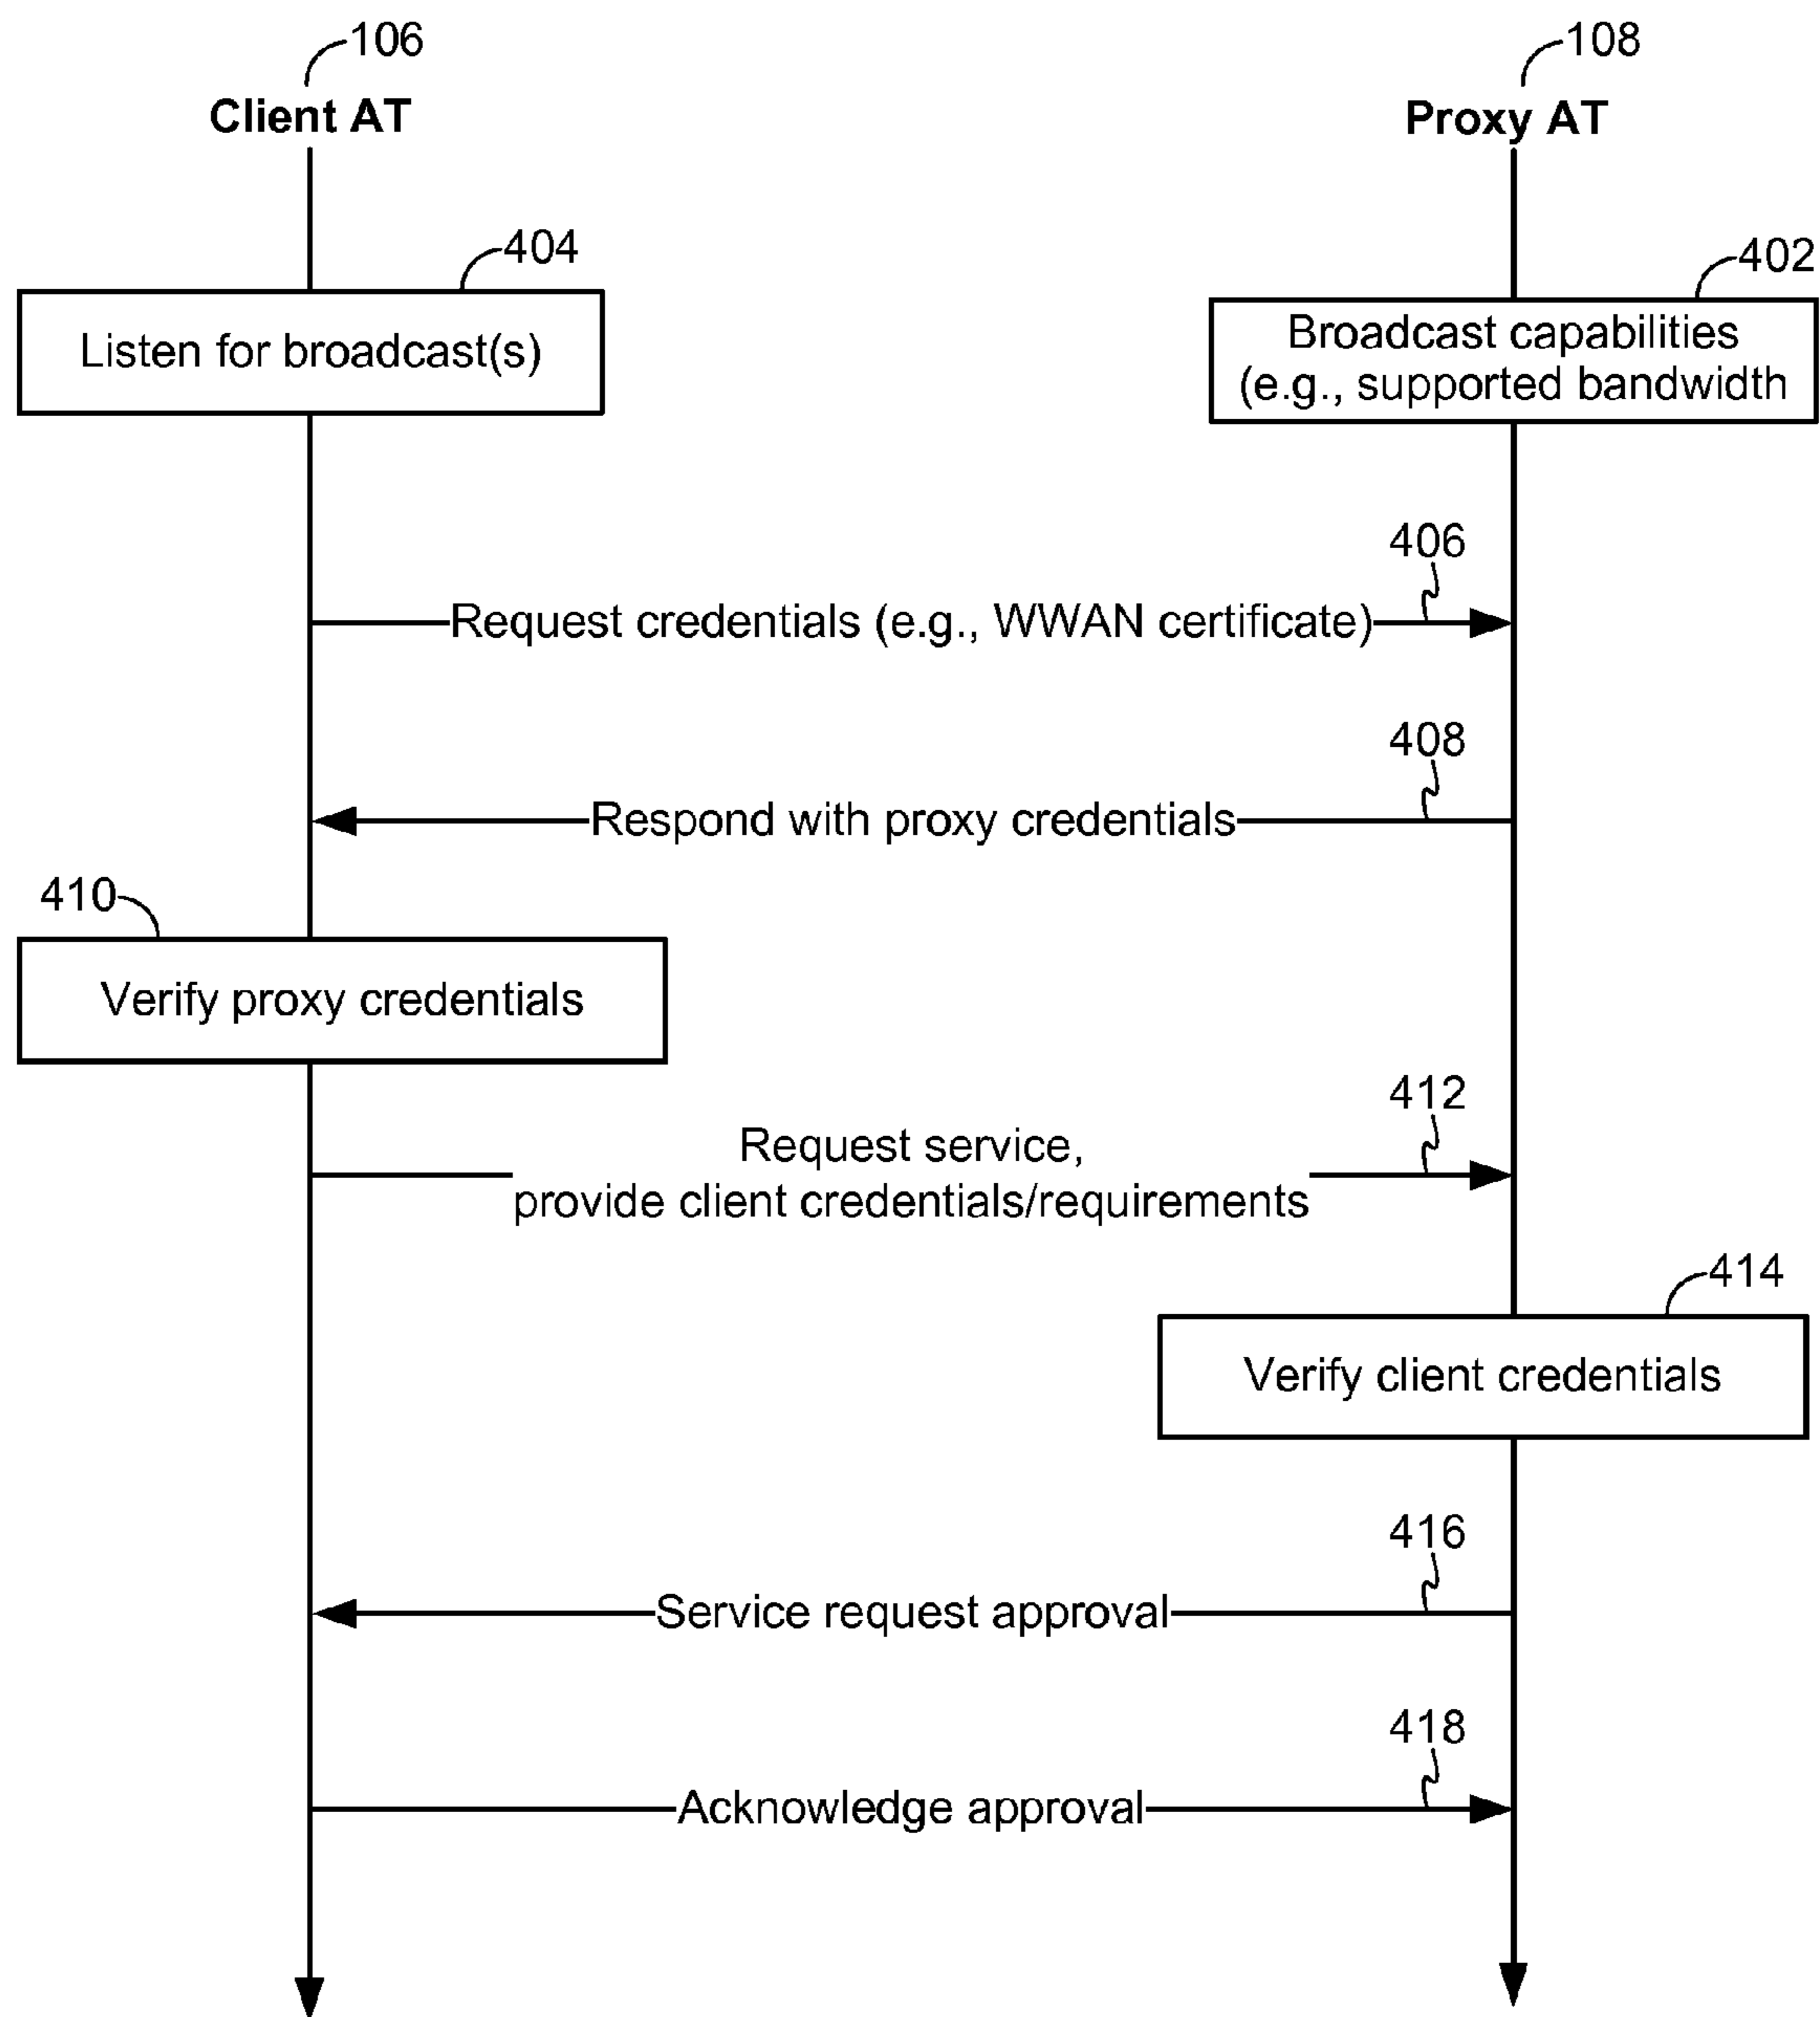 106
108
Client AT
Proxy AT
404
402
Listen for broadcast(s)
Broadcast capabilities
(e.g., supported bandwidth
406
Request credentials (e.g., WWAN certificate)
408
Respond with proxy credentials
410
Verify proxy credentials
412
Request service,
provide client credentials/requirements
414
Verify client credentials
416
Service request approval
418
Acknowledge approval